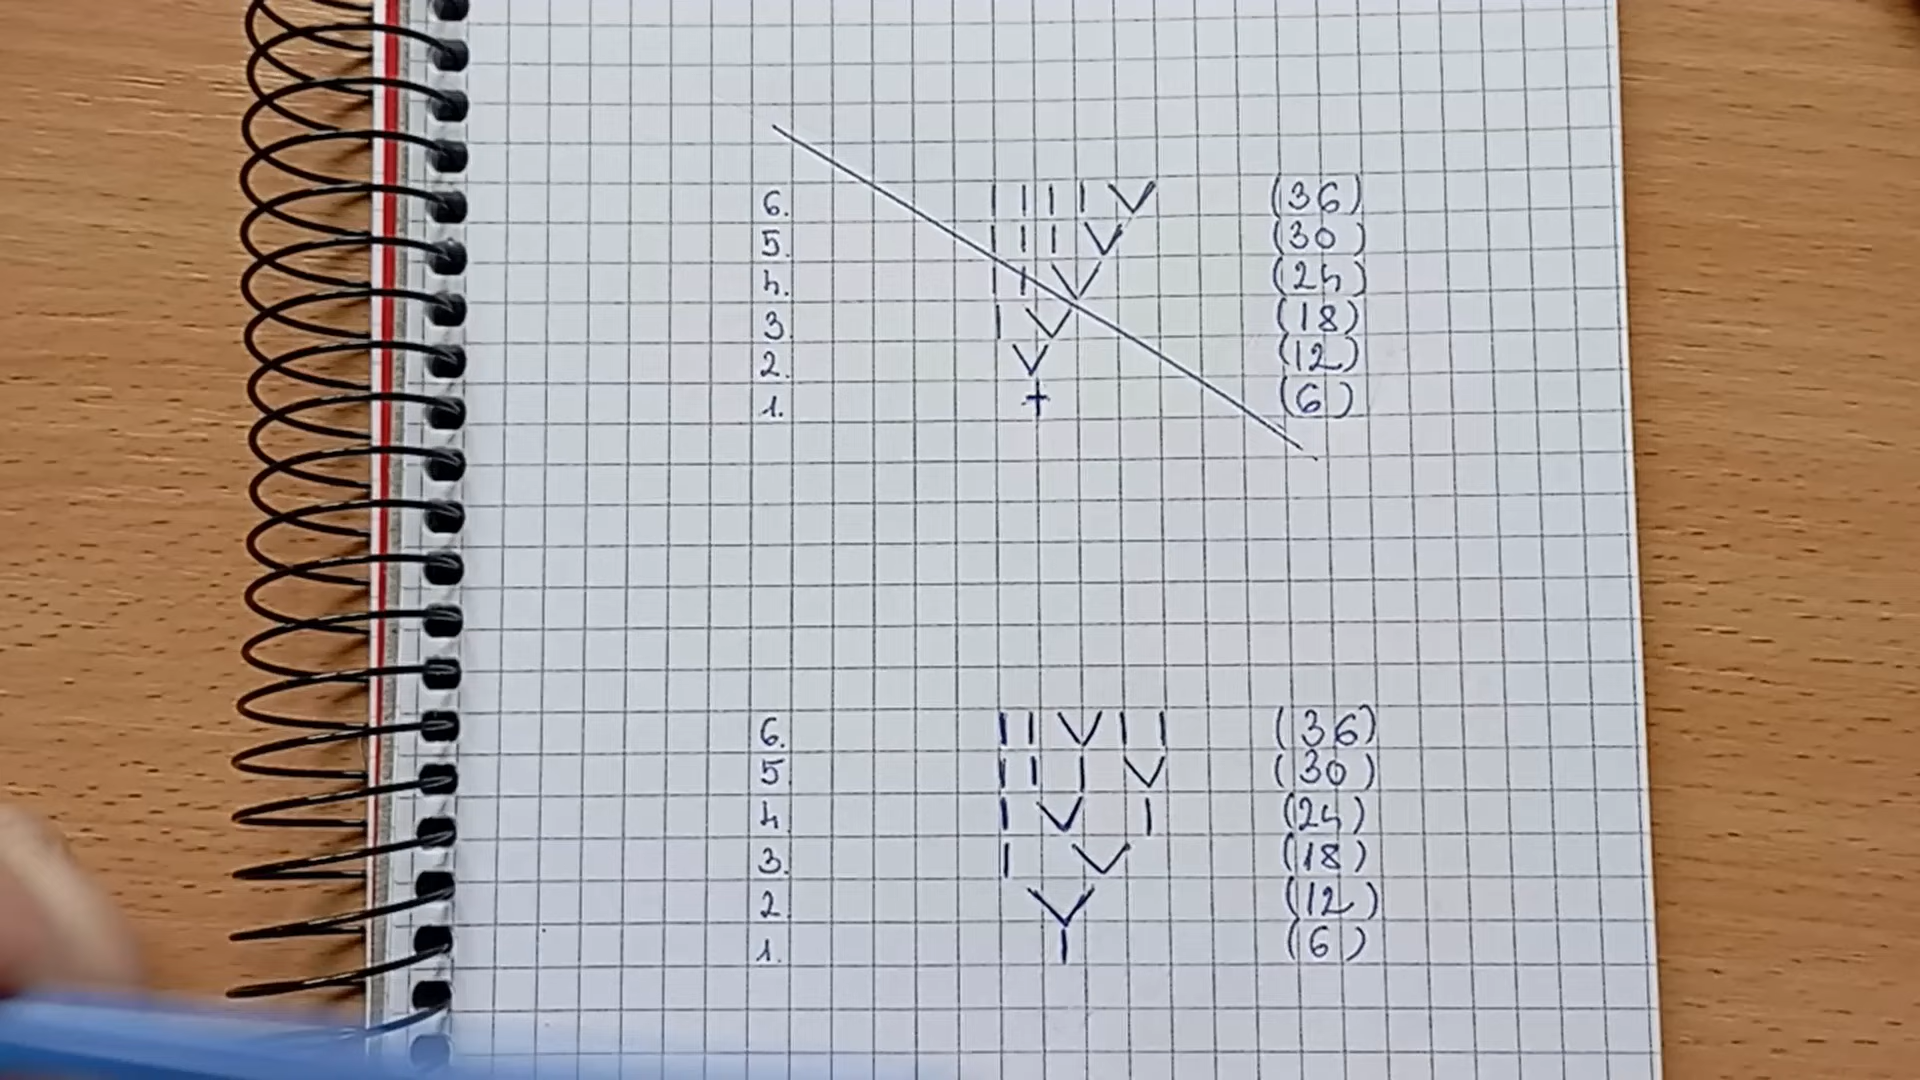 6. | | | | V (36)
5. | | | V (30)
4. | | V (24)
3. | V (18)
2. V (12)
1. + (6)
6. | | V | | (36)
5. | | | V (30)
4. | V | (24)
3. | V (18)
2. V (12)
1. | (6)